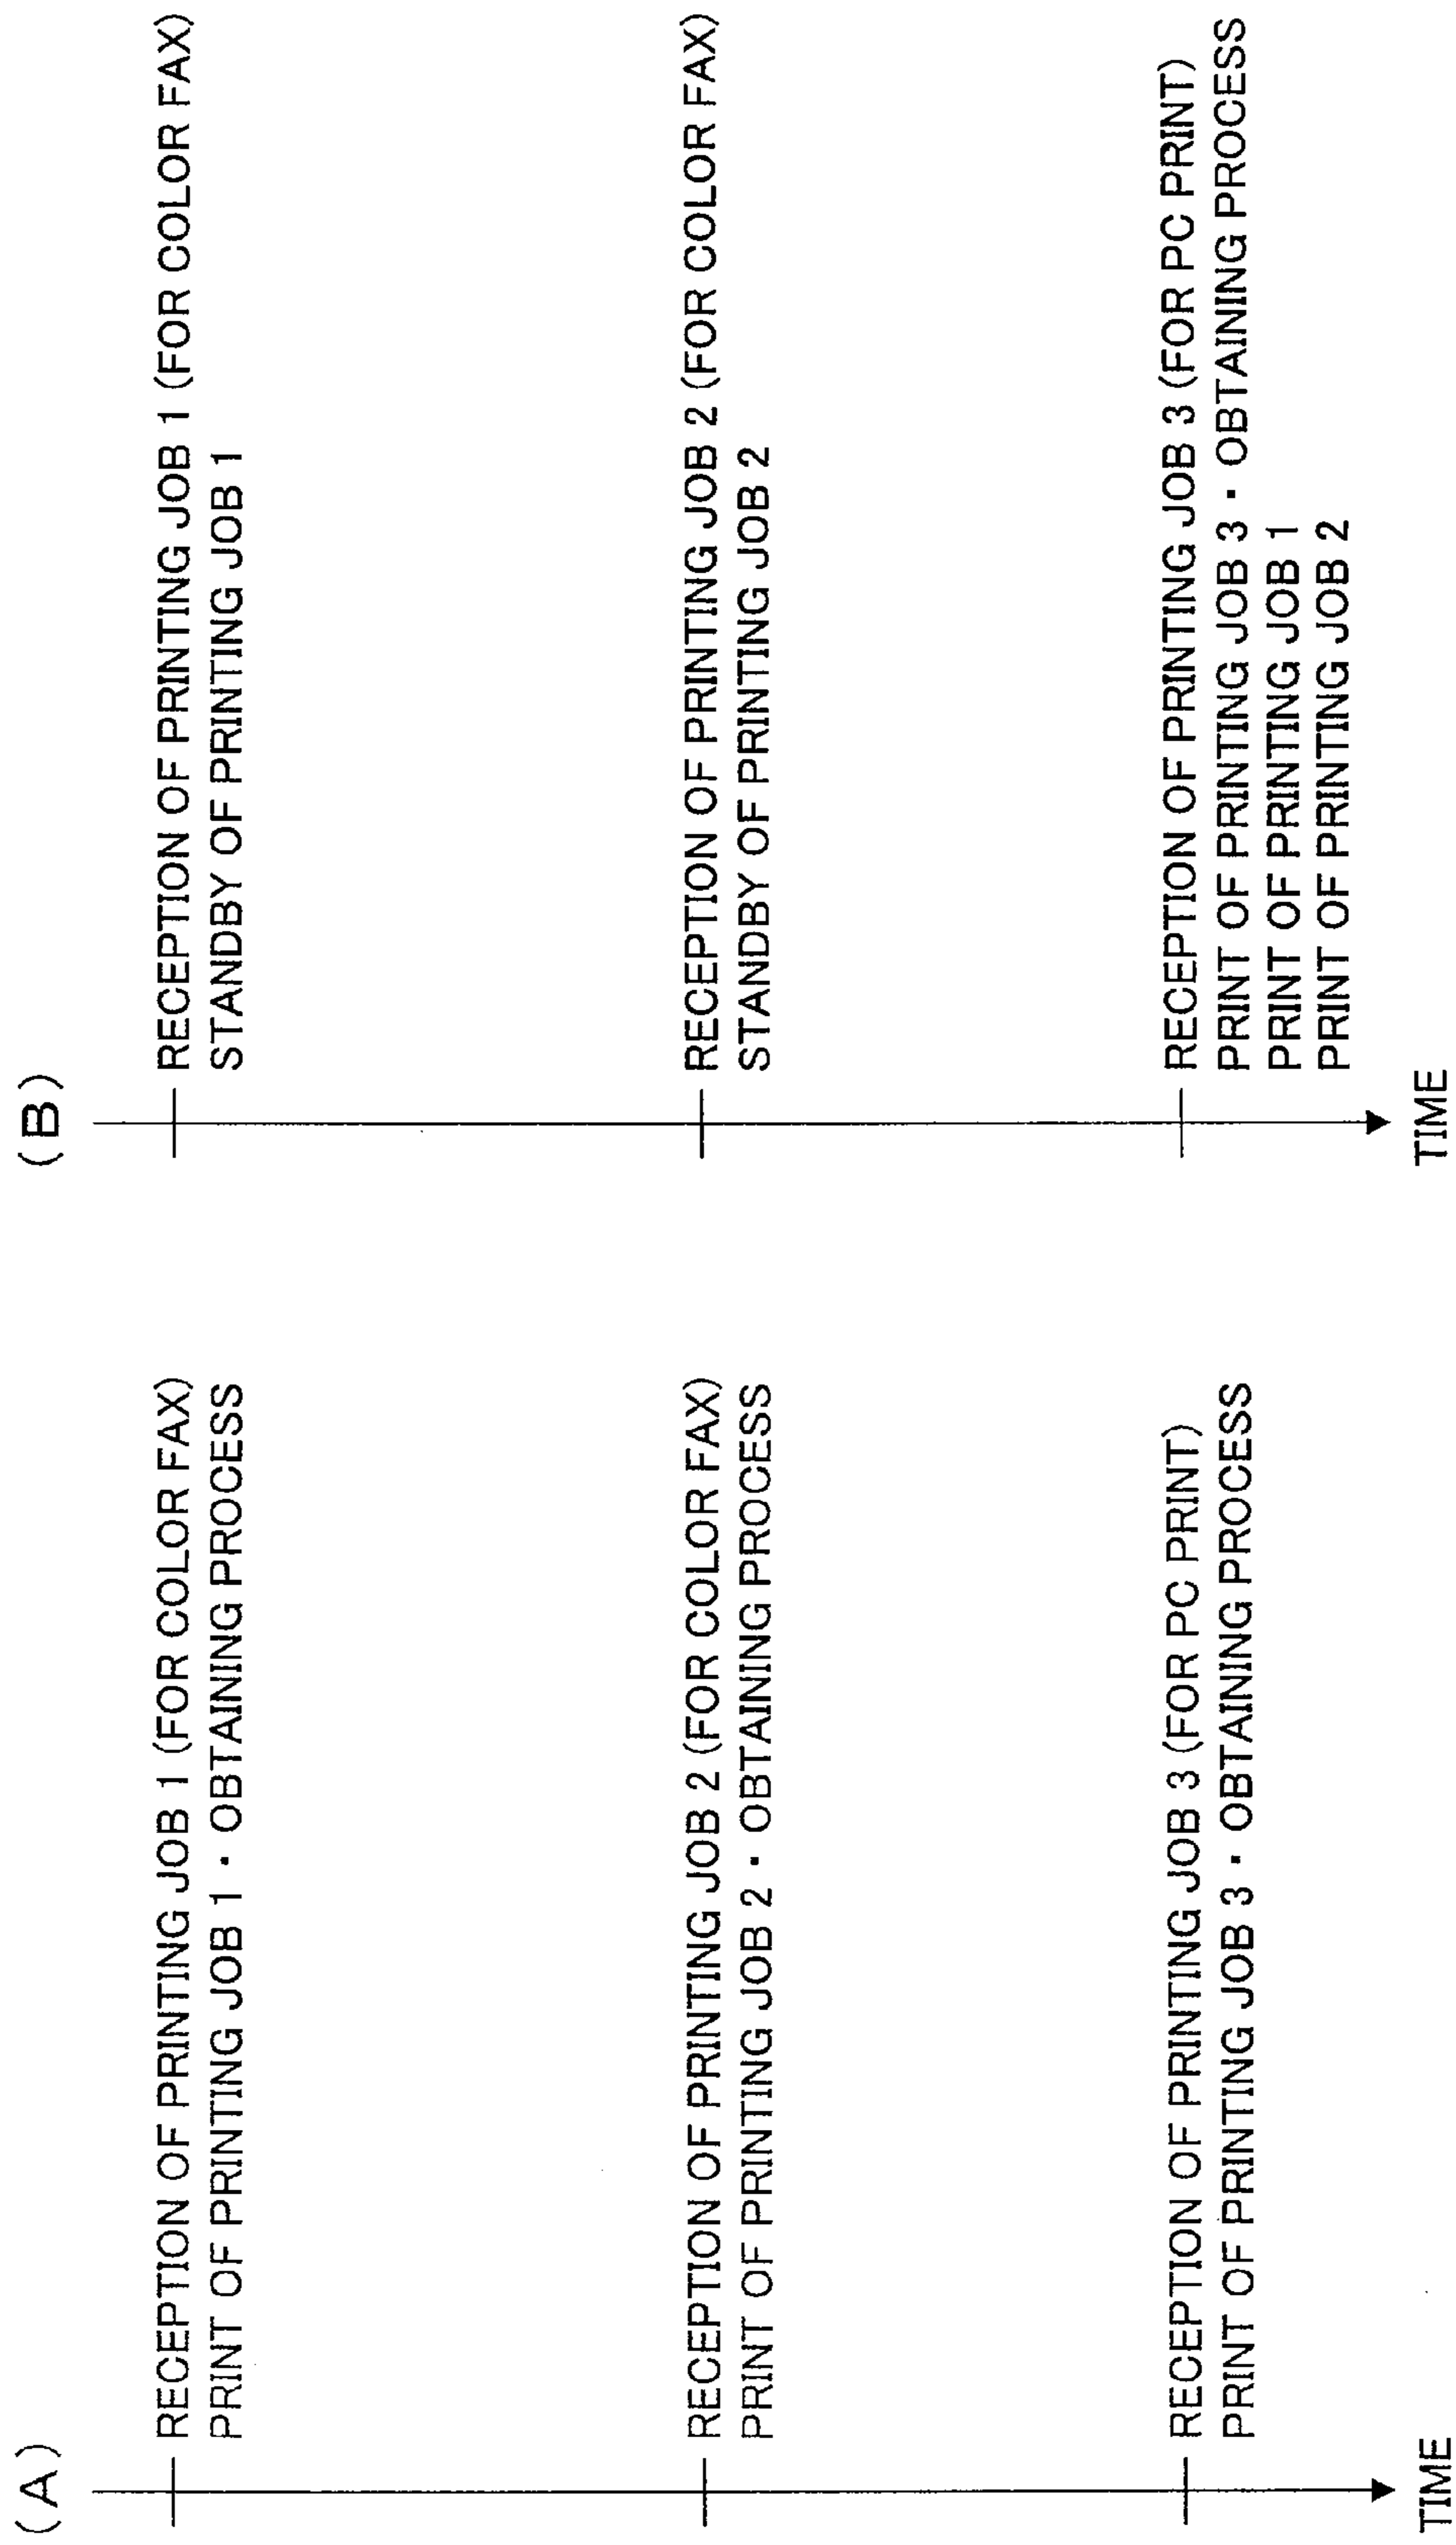 (A)
RECEPTION OF PRINTING JOB 1 (FOR COLOR FAX)
PRINT OF PRINTING JOB 1 · OBTAINING PROCESS
RECEPTION OF PRINTING JOB 2 (FOR COLOR FAX)
PRINT OF PRINTING JOB 2 · OBTAINING PROCESS
RECEPTION OF PRINTING JOB 3 (FOR PC PRINT)
PRINT OF PRINTING JOB 3 · OBTAINING PROCESS
TIME
(B)
RECEPTION OF PRINTING JOB 1 (FOR COLOR FAX)
STANDBY OF PRINTING JOB 1
RECEPTION OF PRINTING JOB 2 (FOR COLOR FAX)
STANDBY OF PRINTING JOB 2
RECEPTION OF PRINTING JOB 3 (FOR PC PRINT)
PRINT OF PRINTING JOB 3 · OBTAINING PROCESS
PRINT OF PRINTING JOB 1
PRINT OF PRINTING JOB 2
TIME